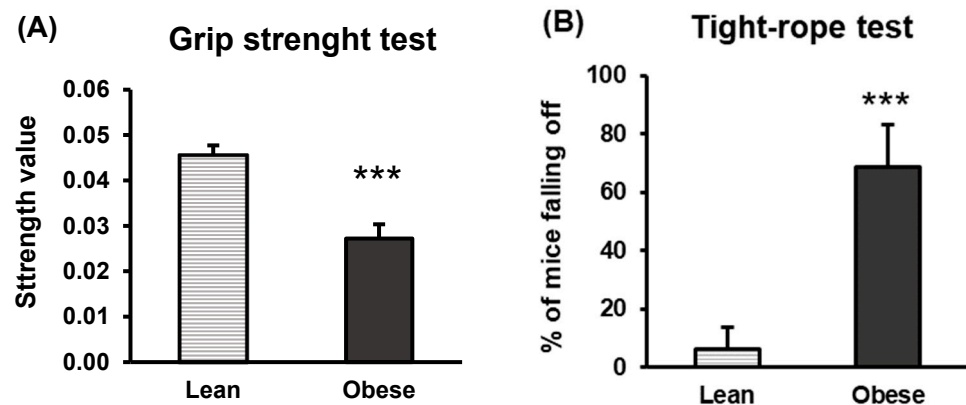 (A)
Grip strenght test
Sttrength value
0.06
0.05
0.04
0.03
0.02
0.01
0.00
***
Lean Obese
(B)
Tight-rope test
% of mice falling off
100
80
60
40
20
0
***
Lean Obese